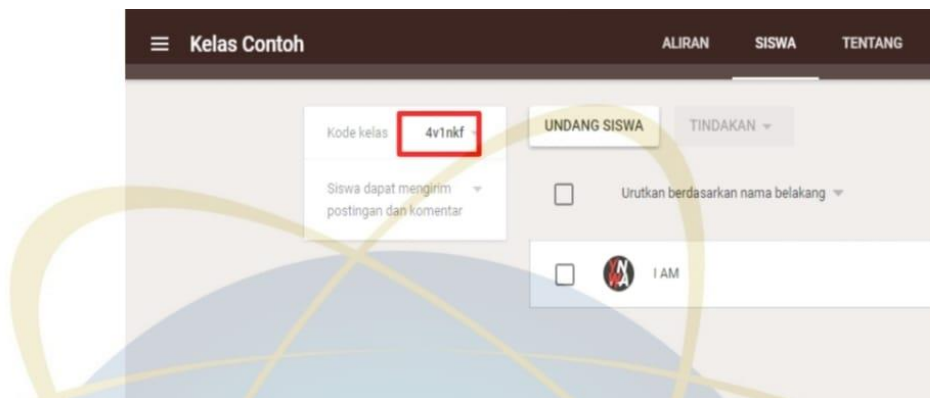 Kelas Contoh
ALIRAN SISWA TENTANG
Kode kelas 4v1nkf
UNDANG SISWA TINDAKAN
Siswa dapat mengirim
postingan dan komentar
Urutkan berdasarkan nama belakang
I AM